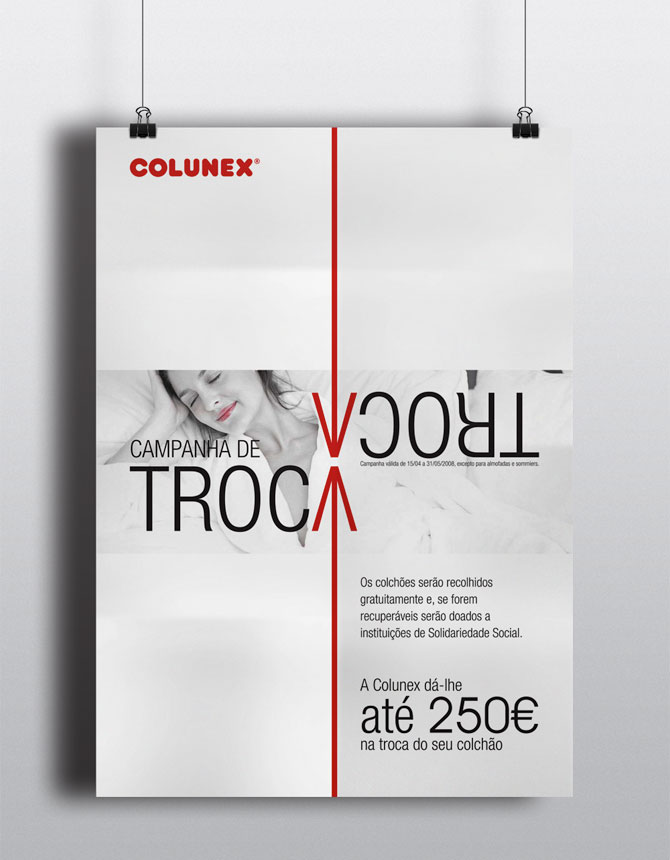 COLUNEX®
CAMPANHA DE
TROCA
TROCA
Campanha válida de 15/04 a 31/05/2008, excepto para almofadas e sommiers.
Os colchões serão recolhidos
gratuitamente e, se forem
recuperáveis serão doados a
instituições de Solidariedade Social.
A Colunex dá-lhe
até 250€
na troca do seu colchão